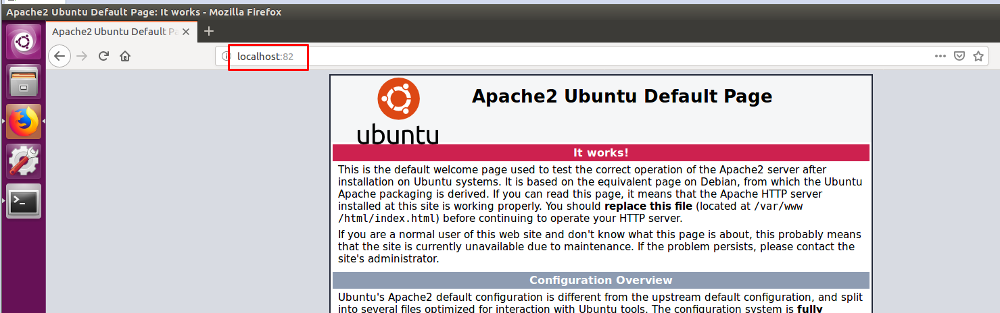 Apache2 Ubuntu Default Page: It works - Mozilla Firefox
Apache2 Ubuntu Default Pa
localhost:82
ubuntu
Apache2 Ubuntu Default Page
It works!
This is the default welcome page used to test the correct operation of the Apache2 server after
installation on Ubuntu systems. It is based on the equivalent page on Debian, from which the Ubuntu
Apache packaging is derived. If you can read this page, it means that the Apache HTTP server
installed at this site is working properly. You should replace this file (located at /var/www
/html/index.html) before continuing to operate your HTTP server.
If you are a normal user of this web site and don't know what this page is about, this probably means
that the site is currently unavailable due to maintenance. If the problem persists, please contact the
site's administrator.
Configuration Overview
Ubuntu's Apache2 default configuration is different from the upstream default configuration, and split
into several files optimized for interaction with Ubuntu tools. The configuration system is fully